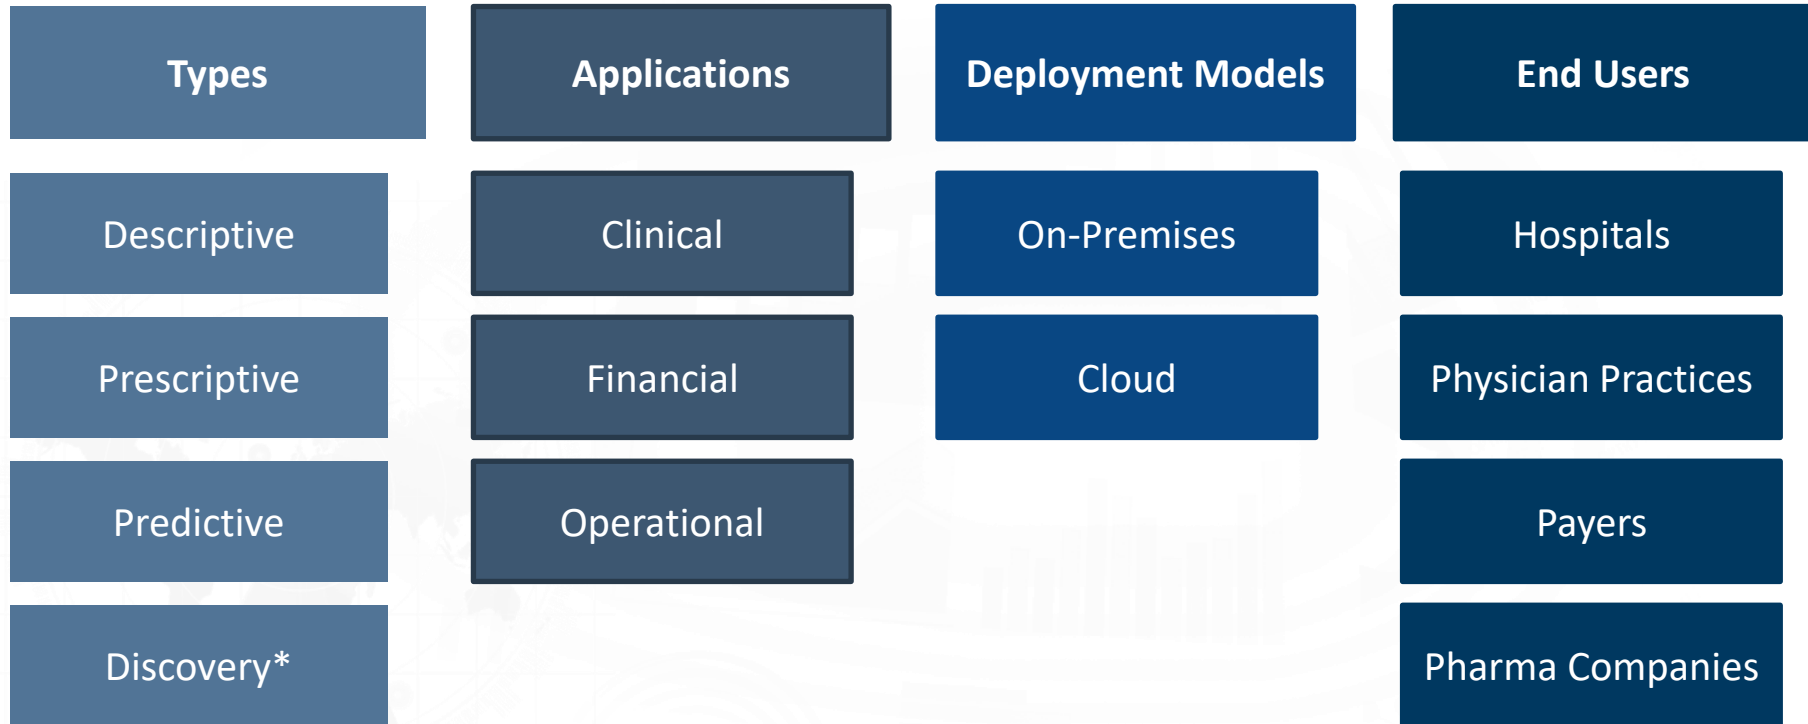 Types
Applications
Deployment Models
End Users
Descriptive
Clinical
On-Premises
Hospitals
Prescriptive
Financial
Cloud
Physician Practices
Predictive
Operational
Payers
Discovery*
Pharma Companies